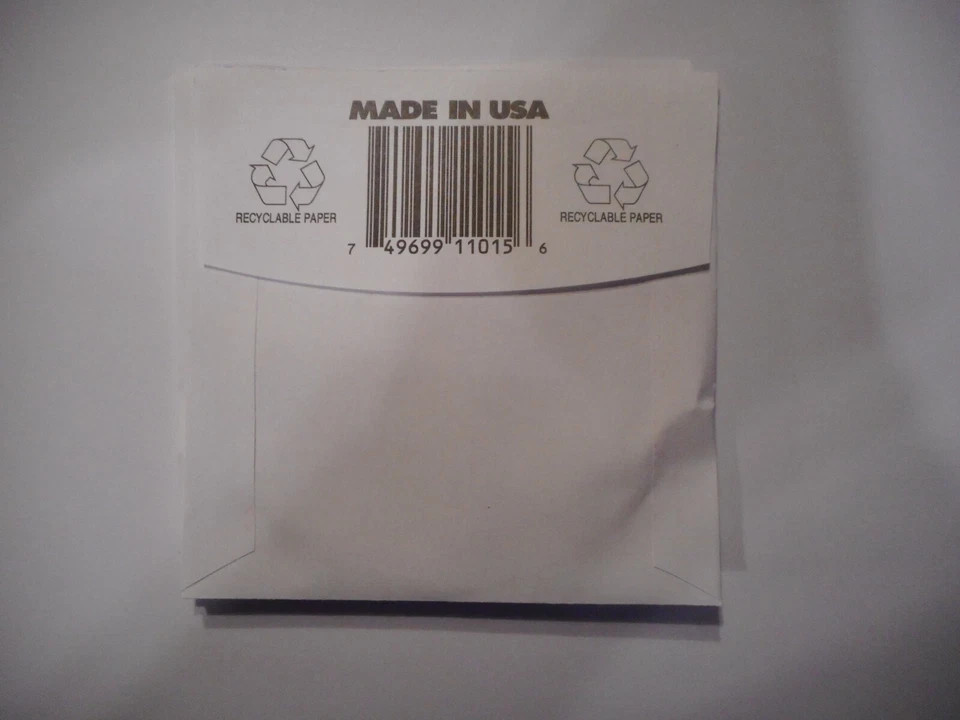 MADE IN USA
RECYCLABLE PAPER
RECYCLABLE PAPER
7 49699 11015 6